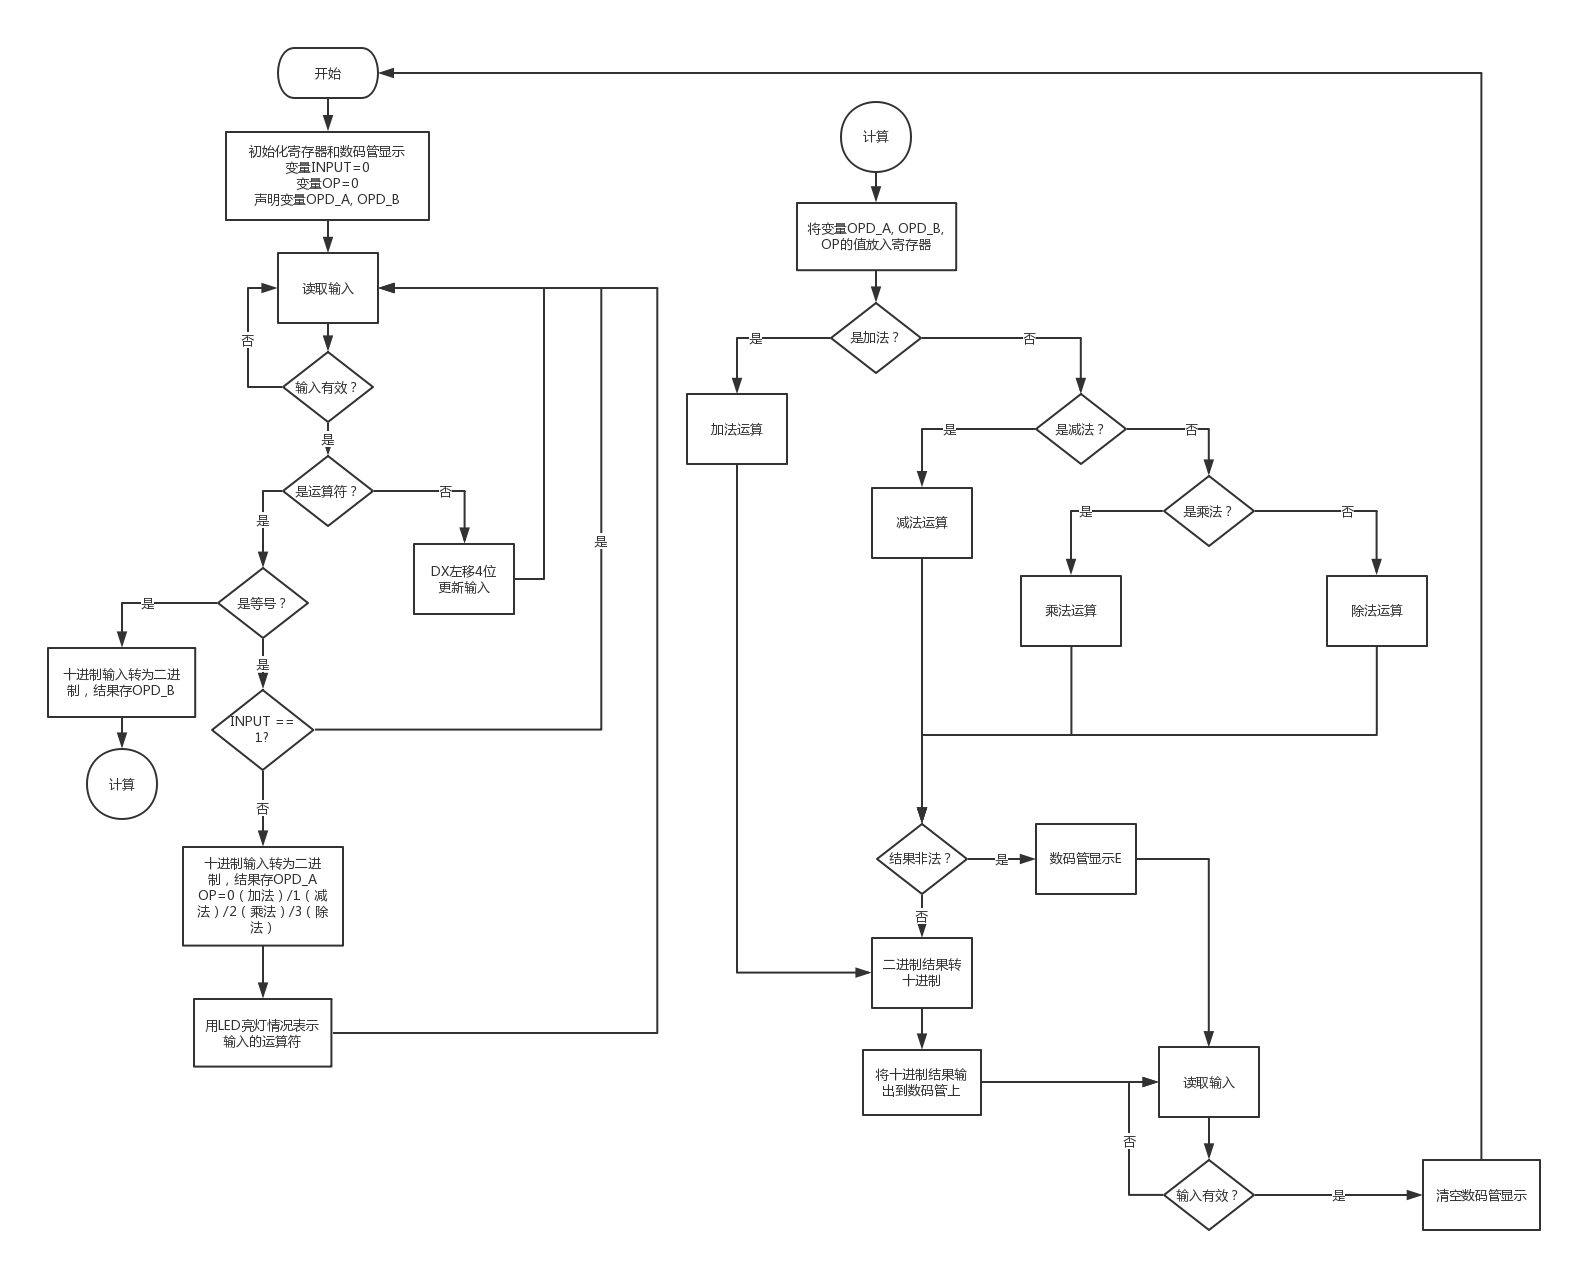 开始
初始化寄存器和数码管显示
变量INPUT=0
变量OP=0
声明变量OPD_A, OPD_B
读取输入
否
输入有效？
是
是运算符？
否
是
DX左移4位
更新输入
是
是等号？
是
十进制输入转为二进
制，结果存OPD_B
计算
是
INPUT ==
1?
否
十进制输入转为二进
制，结果存OPD_A
OP=0（加法）/1（减
法）/2（乘法）/3（除
法）
用LED亮灯情况表示
输入的运算符
计算
将变量OPD_A, OPD_B,
OP的值放入寄存器
是加法？
是
否
加法运算
是减法？
是
否
减法运算
是乘法？
是
否
乘法运算
除法运算
结果非法？
是
数码管显示E
否
二进制结果转
十进制
将十进制结果输
出到数码管上
读取输入
否
输入有效？
是
清空数码管显示